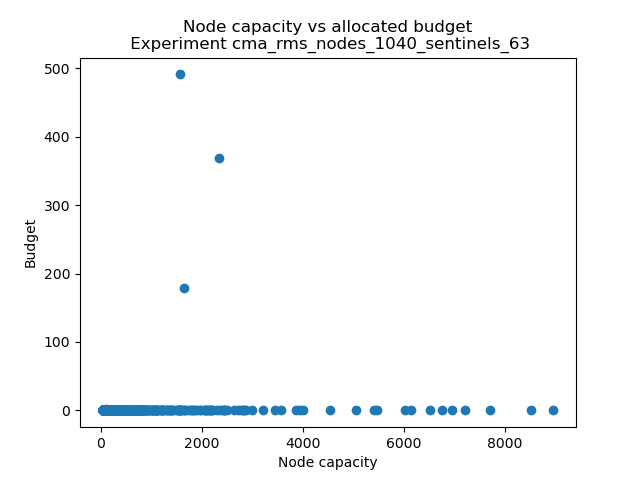 Node capacity vs allocated budget
Experiment cma_rms_nodes_1040_sentinels_63
500
400
300
200
100
0
Budget
0 2000 4000 6000 8000
Node capacity